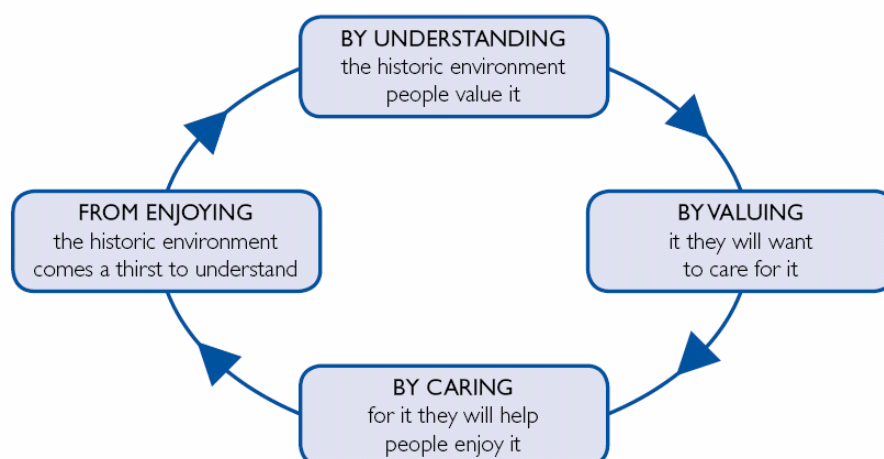 BY UNDERSTANDING
the historic environment
people value it
BY VALUING
it they will want
to care for it
BY CARING
for it they will help
people enjoy it
FROM ENJOYING
the historic environment
comes a thirst to understand